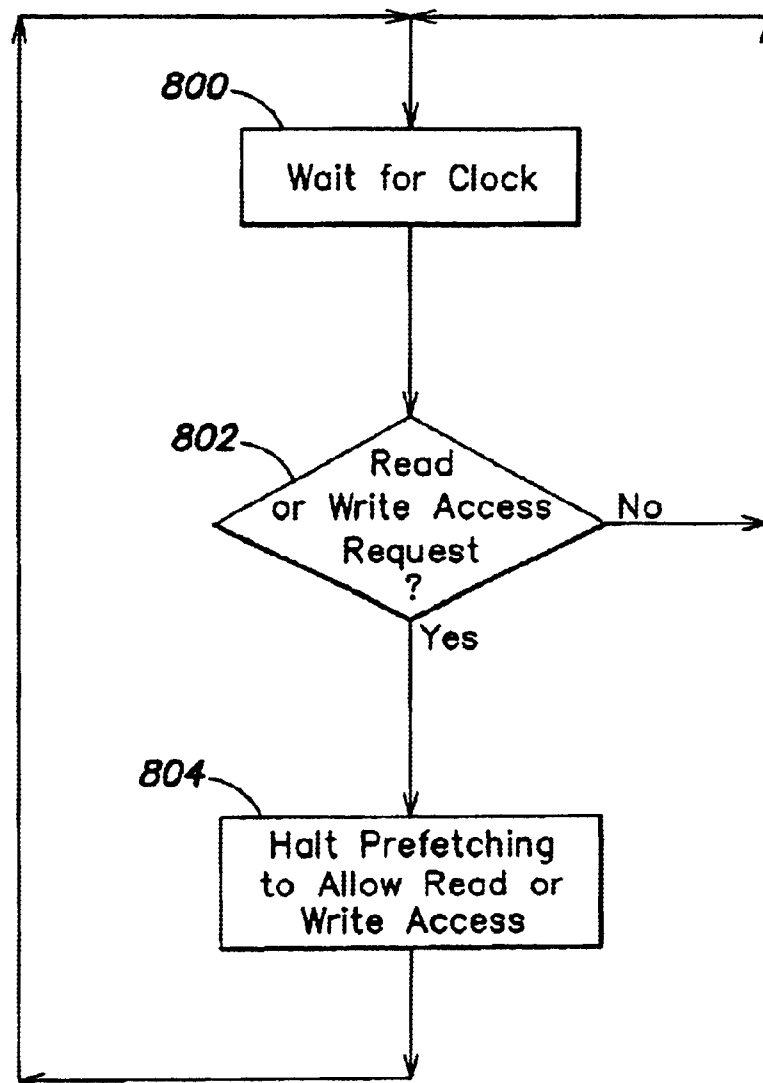 800
Wait for Clock
802
Read
or Write Access
Request
?
No
Yes
804
Halt Prefetching
to Allow Read or
Write Access